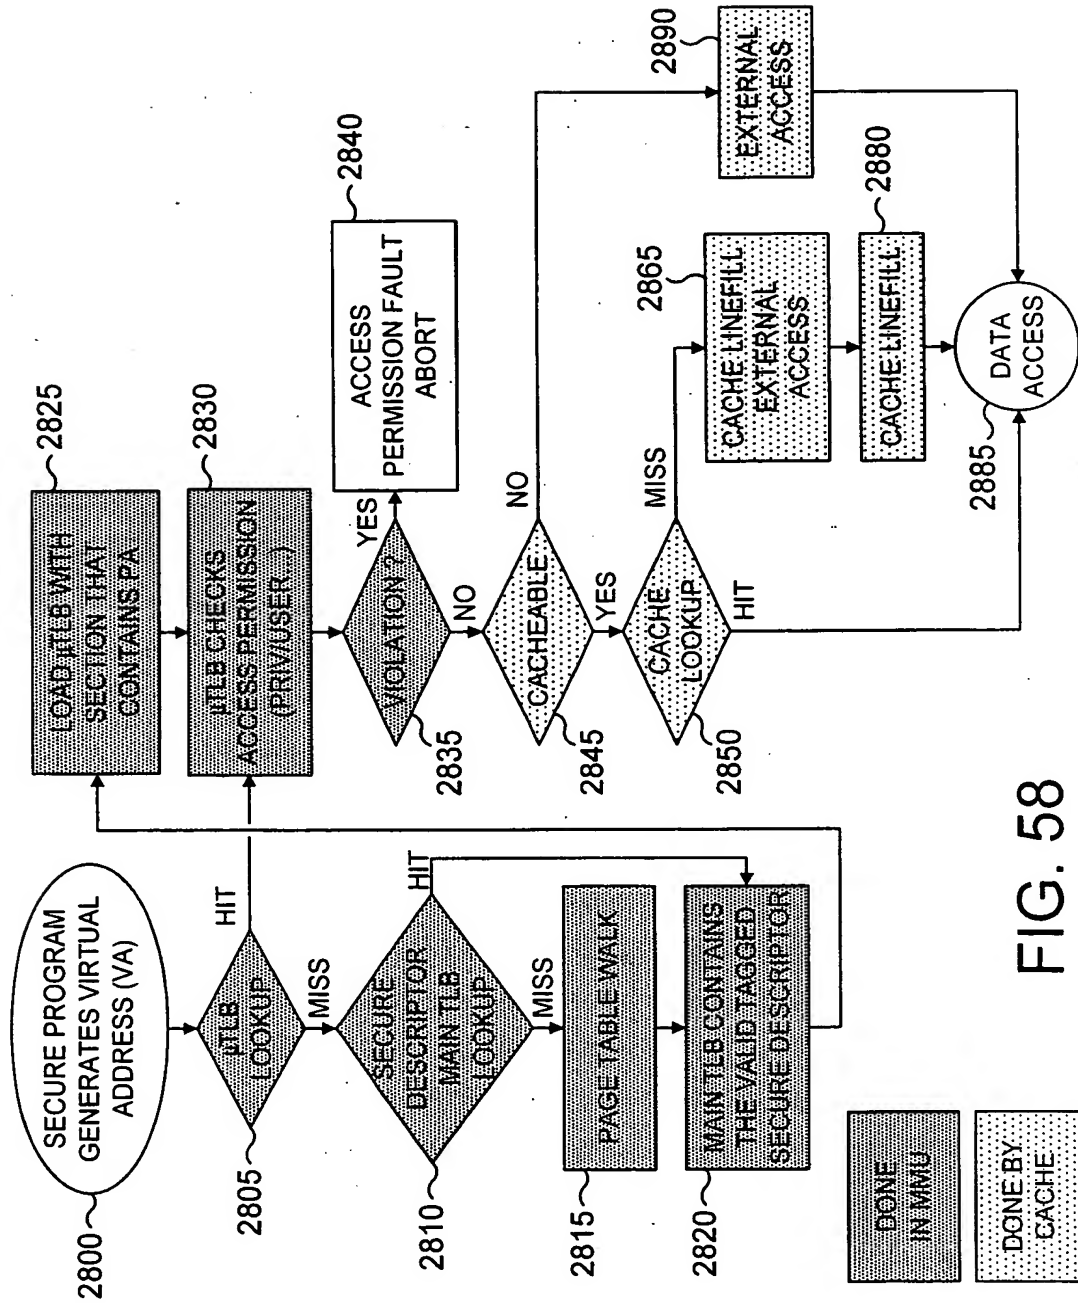 SECURE PROGRAM
GENERATES VIRTUAL
ADDRESS (VA)
2800
µTLB
LOOKUP
2805
HIT
MISS
SECURE
DESCRIPTOR
MAIN TLB
LOOKUP
2810
HIT
MISS
PAGE TABLE WALK
2815
MAIN TLB CONTAINS
THE VALID TAGGED
SECURE DESCRIPTOR
2820
LOAD µTLB WITH
SECTION THAT
CONTAINS PA
2825
µTLB CHECKS
ACCESS PERMISSION
(PRIV/USER...)
2830
VIOLATION ?
2835
YES
NO
ACCESS
PERMISSION FAULT
ABORT
2840
CACHEABLE
2845
NO
YES
CACHE
LOOKUP
2850
MISS
HIT
CACHE LINEFILL
EXTERNAL
ACCESS
2865
CACHE LINEFILL
2880
EXTERNAL
ACCESS
2890
DATA
ACCESS
2885
DONE
IN MMU
DONE BY
CACHE
FIG. 58